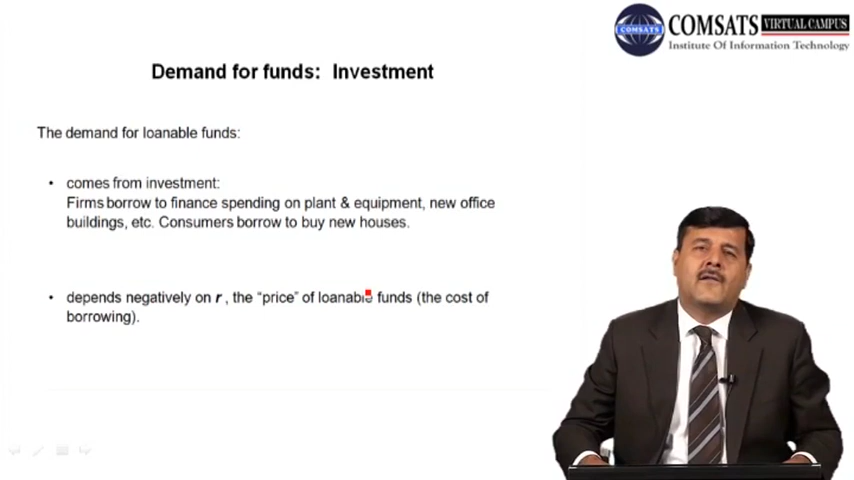 COMSATS
COMSATS VIRTUAL CAMPUS
Institute Of Information Technology
Demand for funds: Investment
The demand for loanable funds:
• comes from investment:
Firms borrow to finance spending on plant & equipment, new office
buildings, etc. Consumers borrow to buy new houses.
• depends negatively on r , the “price” of loanable funds (the cost of
borrowing).